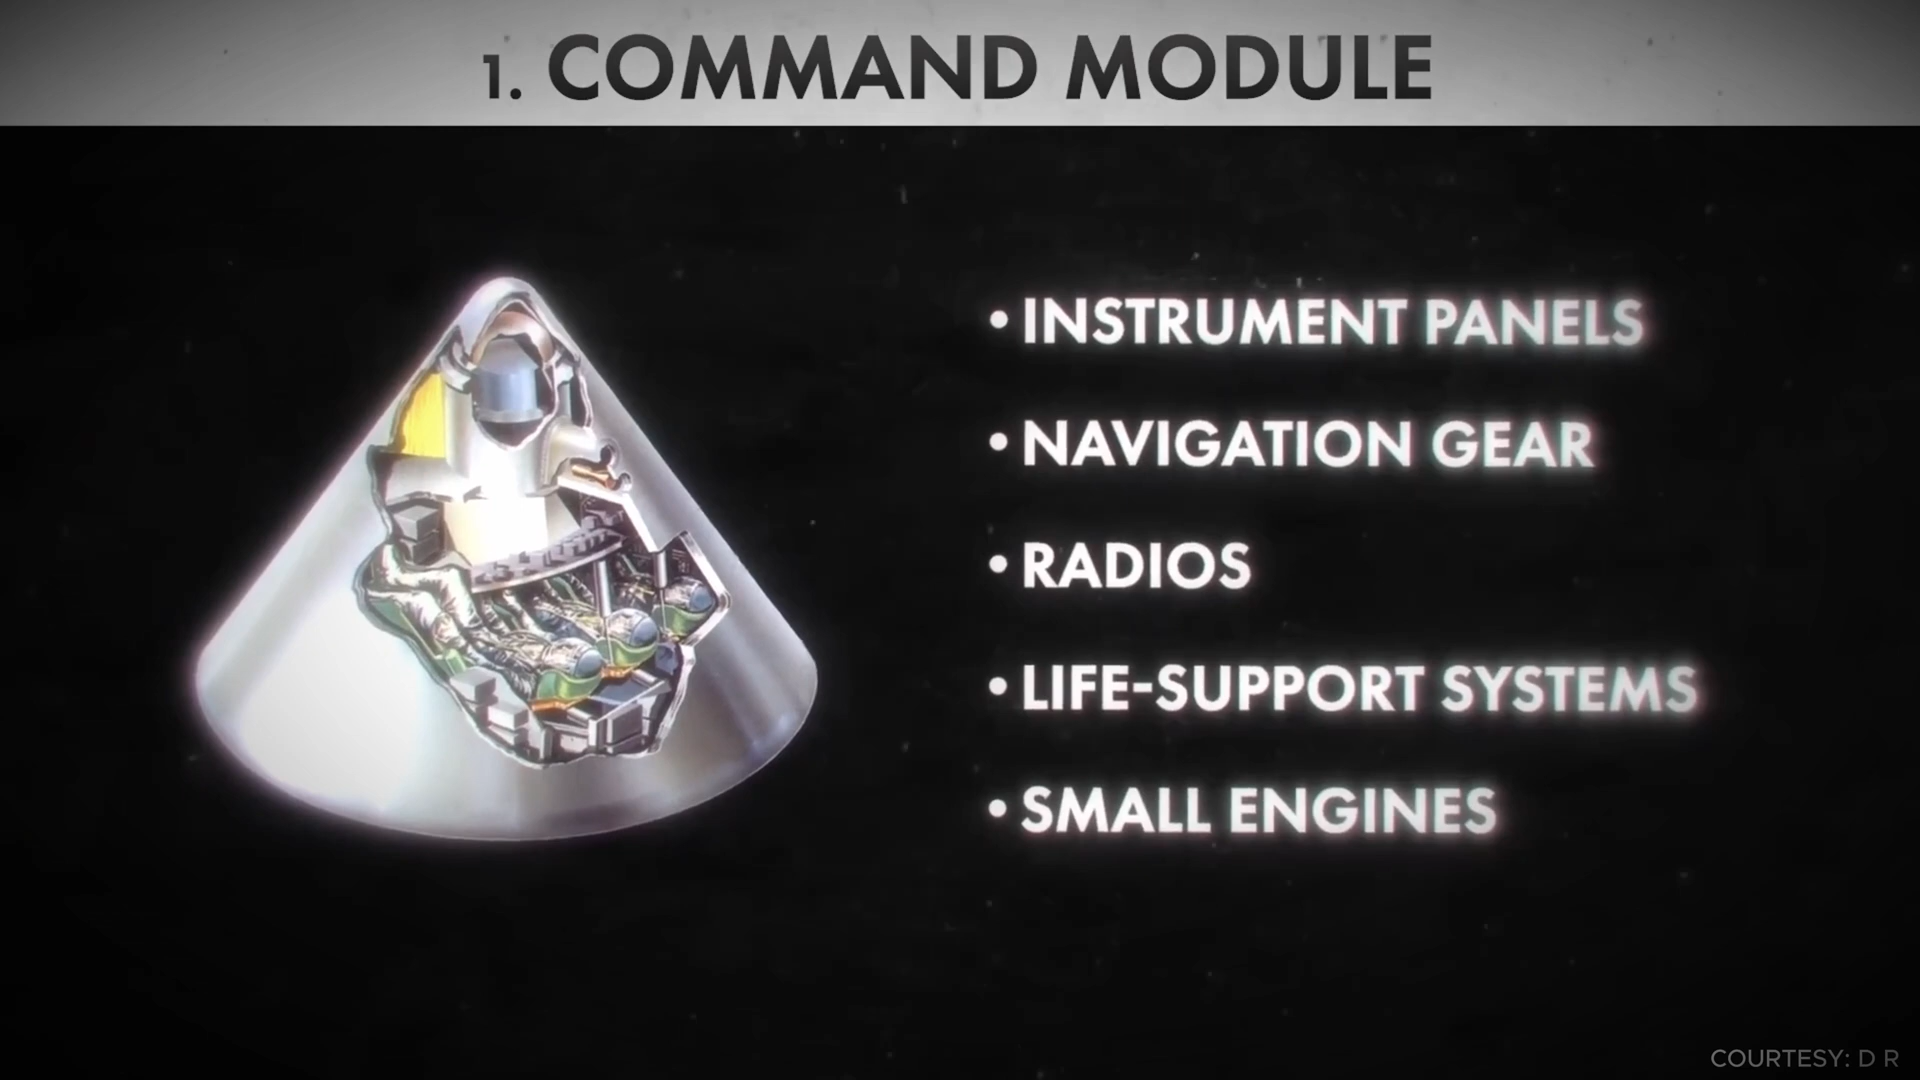 1. COMMAND MODULE
• INSTRUMENT PANELS
• NAVIGATION GEAR
• RADIOS
• LIFE-SUPPORT SYSTEMS
• SMALL ENGINES
COURTESY: D R